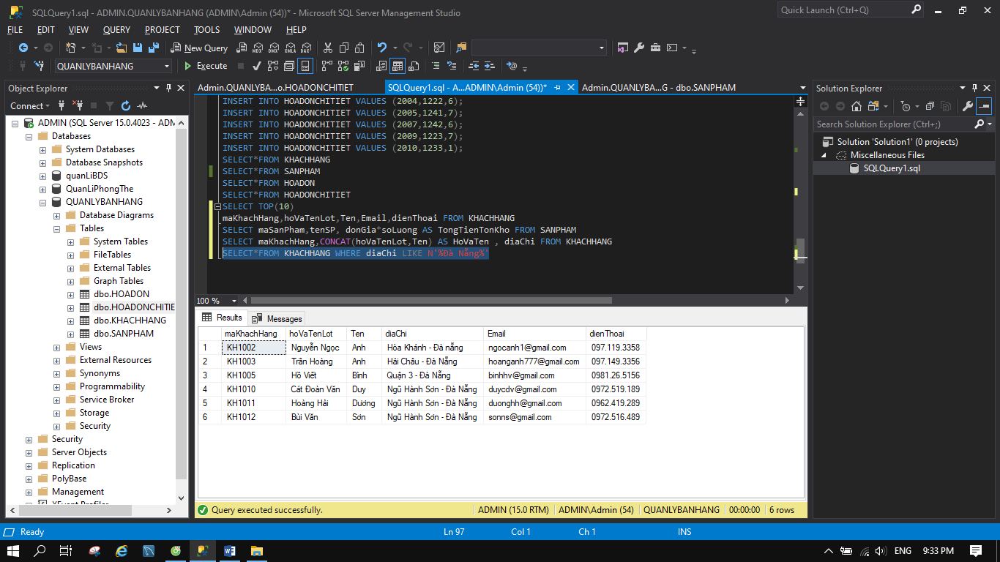 SQLQuery1.sql - ADMIN.QUANLYBANHANG (ADMIN\Admin (54))* - Microsoft SQL Server Management Studio
Quick Launch (Ctrl+Q)
FILE EDIT VIEW QUERY PROJECT TOOLS WINDOW HELP
New Query MDX DMX XMLA DAX
QUANLYBANHANG Execute
Object Explorer
Connect
ADMIN (SQL Server 15.0.4023 - ADM
Databases
System Databases
Database Snapshots
quanLiBDS
QuanLiPhongThe
QUANLYBANHANG
Database Diagrams
Tables
System Tables
FileTables
External Tables
Graph Tables
dbo.HOADON
dbo.HOADONCHITIE
dbo.KHACHHANG
dbo.SANPHAM
Views
External Resources
Synonyms
Programmability
Service Broker
Storage
Security
Security
Server Objects
Replication
PolyBase
Management
XEvent Profiler
Admin.QUANLYBA...o.HOADONCHITIET SQLQuery1.sql - A...ADMIN\Admin (54))* Admin.QUANLYBA...G - dbo.SANPHAM
INSERT INTO HOADONCHITIET VALUES (2004,1222,6);
INSERT INTO HOADONCHITIET VALUES (2005,1241,7);
INSERT INTO HOADONCHITIET VALUES (2007,1242,6);
INSERT INTO HOADONCHITIET VALUES (2009,1223,7);
INSERT INTO HOADONCHITIET VALUES (2010,1233,1);
SELECT*FROM KHACHHANG
SELECT*FROM SANPHAM
SELECT*FROM HOADON
SELECT*FROM HOADONCHITIET
SELECT TOP(10)
maKhachHang,hoVaTenLot,Ten,Email,dienThoai FROM KHACHHANG
SELECT maSanPham,tenSP, donGia*soLuong AS TongTienTonKho FROM SANPHAM
SELECT maKhachHang,CONCAT(hoVaTenLot,Ten) AS HoVaTen , diaChi FROM KHACHHANG
SELECT*FROM KHACHHANG WHERE diaChi LIKE N'%Đà Nẵng%'
100 %
Results Messages
maKhachHang hoVaTenLot Ten diaChi Email dienThoai
1 KH1002 Nguyễn Ngọc Anh Hòa Khánh - Đà nẵng ngocanh1@gmail.com 097.119.3358
2 KH1003 Trần Hoàng Anh Hải Châu - Đà Nẵng hoanganh777@gmail.com 097.149.3356
3 KH1005 Hồ Viết Bình Quận 3 - Đà Nẵng binhhv@gmail.com 0981.26.5156
4 KH1010 Cát Đoàn Văn Duy Ngũ Hành Sơn - Đà Nẵng duycdv@gmail.com 0972.519.189
5 KH1011 Hoàng Hải Dương Ngũ Hành Sơn - Đà Nẵng duonghh@gmail.com 0962.419.289
6 KH1012 Bùi Văn Sơn Ngũ Hành Sơn - Đà Nẵng sonns@gmail.com 0972.516.489
Query executed successfully. ADMIN (15.0 RTM) ADMIN\Admin (54) QUANLYBANHANG 00:00:00 6 rows
Solution Explorer
Search Solution Explorer (Ctrl+;)
Solution 'Solution1' (0 projects)
Miscellaneous Files
SQLQuery1.sql
Ready Ln 97 Col 1 Ch 1 INS
ENG 9:33 PM